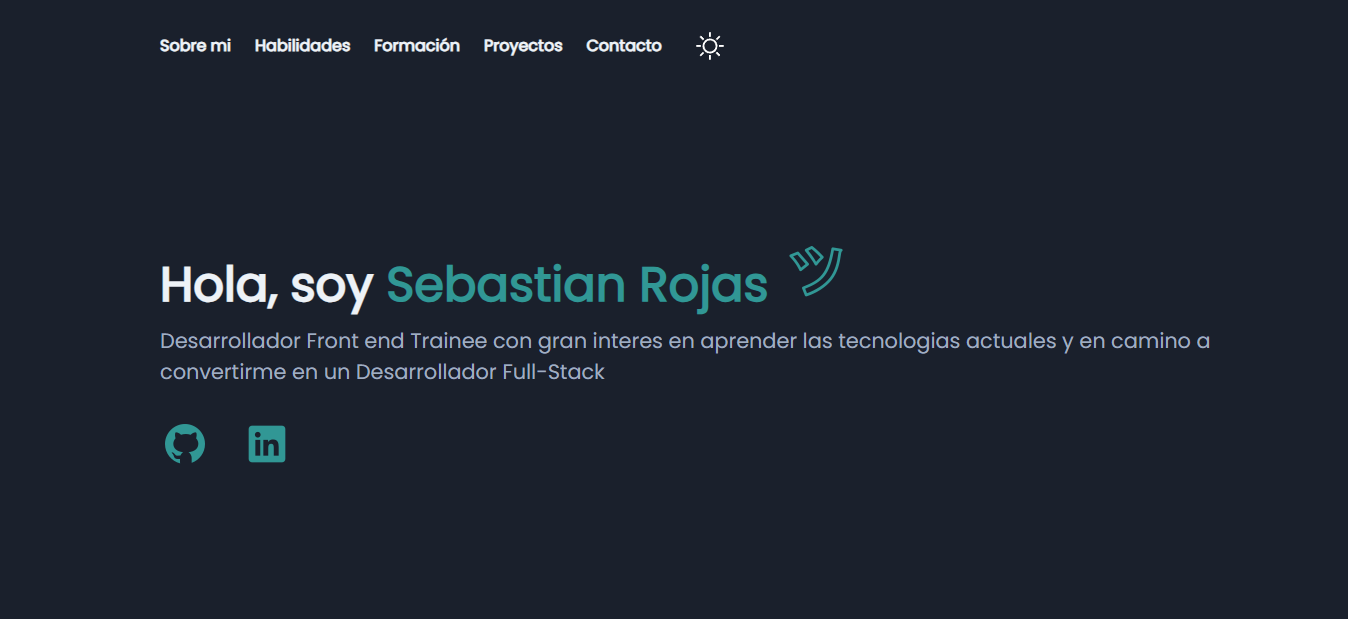 Sobre mi Habilidades Formación Proyectos Contacto
Hola, soy Sebastian Rojas
Desarrollador Front end Trainee con gran interes en aprender las tecnologias actuales y en camino a
convertirme en un Desarrollador Full-Stack
in